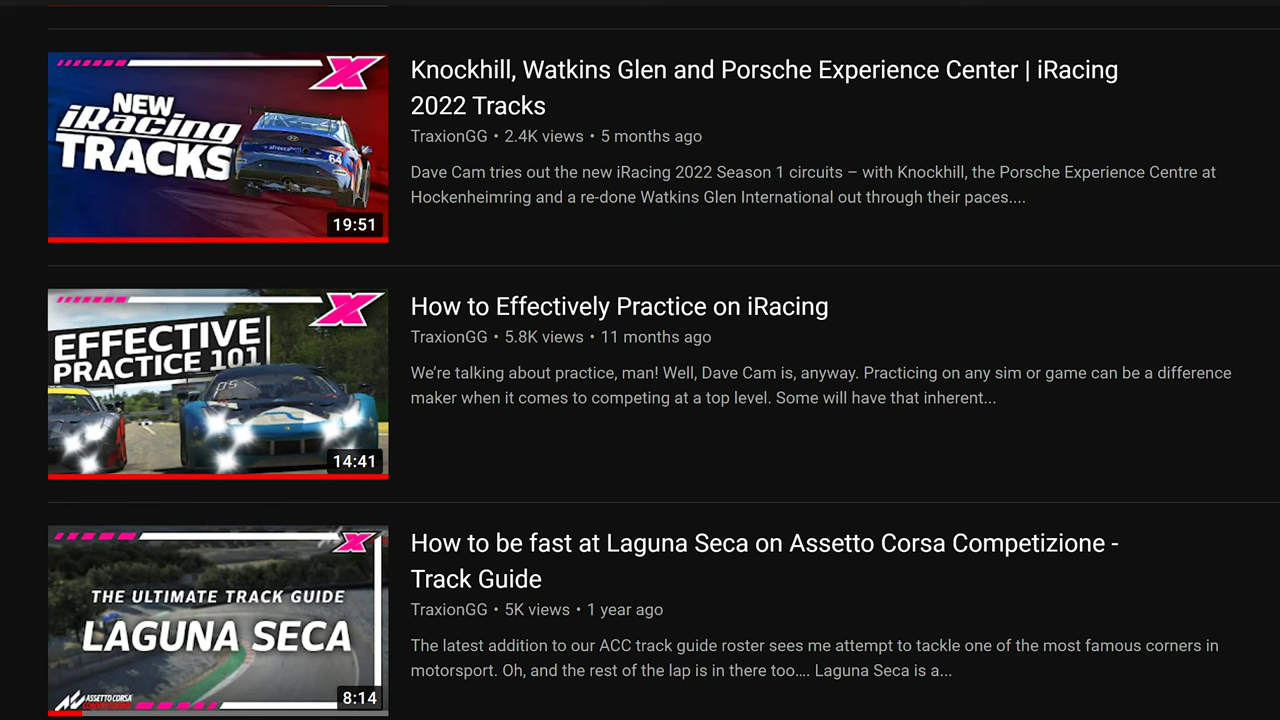 NEW
iRacing
TRACKS
64
19:51
Knockhill, Watkins Glen and Porsche Experience Center | iRacing
2022 Tracks
TraxionGG • 2.4K views • 5 months ago
Dave Cam tries out the new iRacing 2022 Season 1 circuits – with Knockhill, the Porsche Experience Centre at
Hockenheimring and a re-done Watkins Glen International out through their paces....
EFFECTIVE
PRACTICE 101
14:41
How to Effectively Practice on iRacing
TraxionGG • 5.8K views • 11 months ago
We’re talking about practice, man! Well, Dave Cam is, anyway. Practicing on any sim or game can be a difference
maker when it comes to competing at a top level. Some will have that inherent...
THE ULTIMATE TRACK GUIDE
LAGUNA SECA
ASSETTO CORSA
COMPETIZIONE
8:14
How to be fast at Laguna Seca on Assetto Corsa Competizione -
Track Guide
TraxionGG • 5K views • 1 year ago
The latest addition to our ACC track guide roster sees me attempt to tackle one of the most famous corners in
motorsport. Oh, and the rest of the lap is in there too.... Laguna Seca is a...